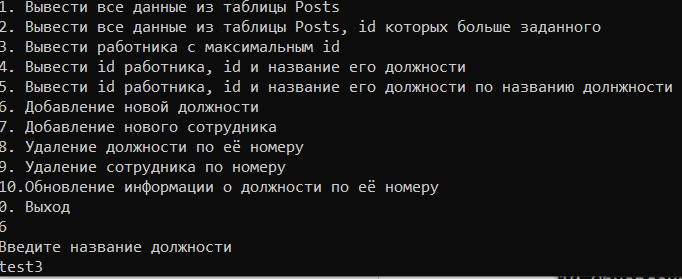 1. Вывести все данные из таблицы Posts
2. Вывести все данные из таблицы Posts, id которых больше заданного
3. Вывести работника с максимальным id
4. Вывести id работника, id и название его должности
5. Вывести id работника, id и название его должности по названию долнжности
6. Добавление новой должности
7. Добавление нового сотрудника
8. Удаление должности по её номеру
9. Удаление сотрудника по номеру
10.Обновление информации о должности по её номеру
0. Выход
6
Введите название должности
test3